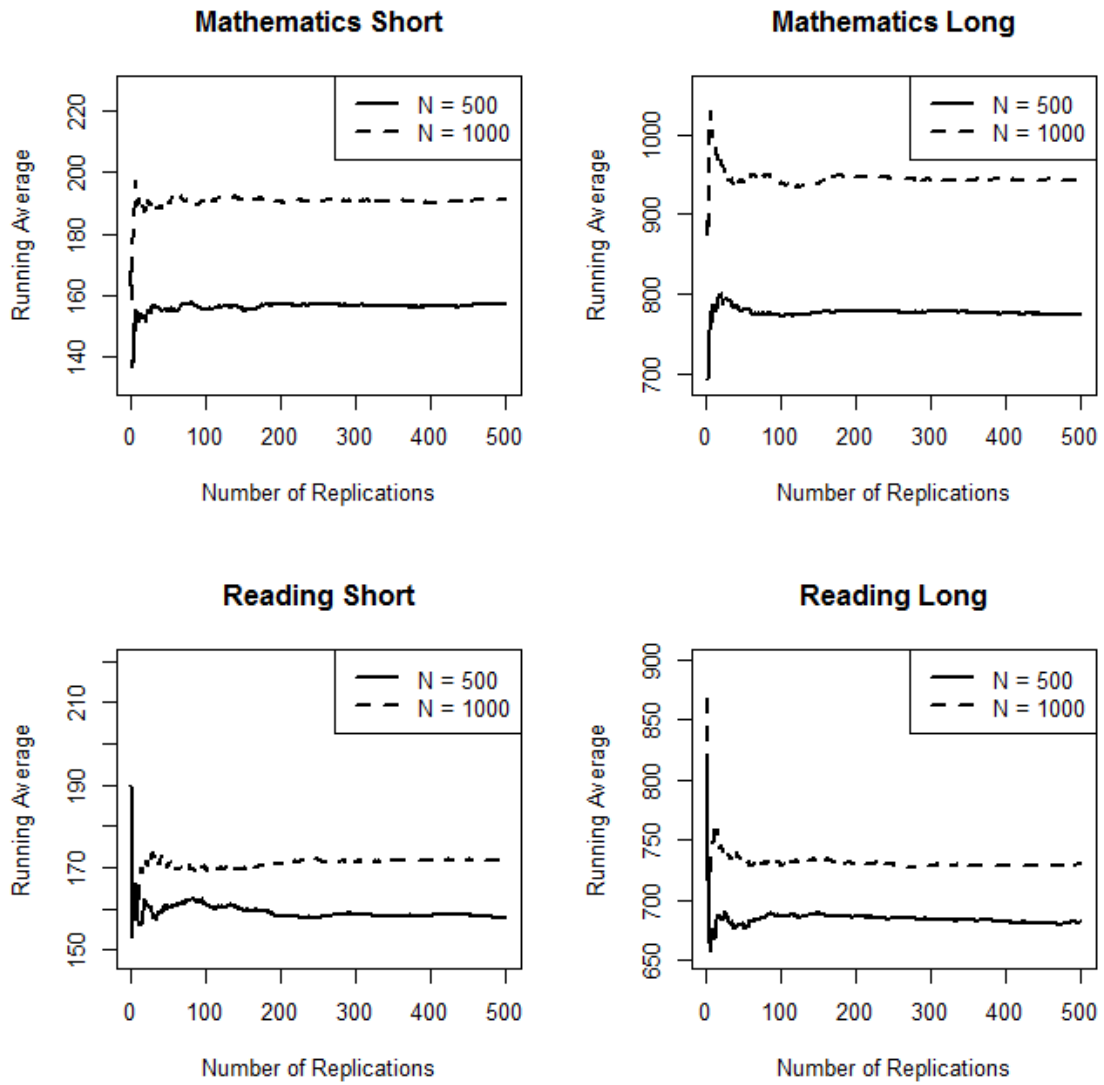 Mathematics Short
Running Average
220
200
180
160
140
N = 500
N = 1000
0 100 200 300 400 500
Number of Replications
Mathematics Long
Running Average
1000
900
800
700
N = 500
N = 1000
0 100 200 300 400 500
Number of Replications
Reading Short
Running Average
210
190
170
150
N = 500
N = 1000
0 100 200 300 400 500
Number of Replications
Reading Long
Running Average
900
850
800
750
700
650
N = 500
N = 1000
0 100 200 300 400 500
Number of Replications